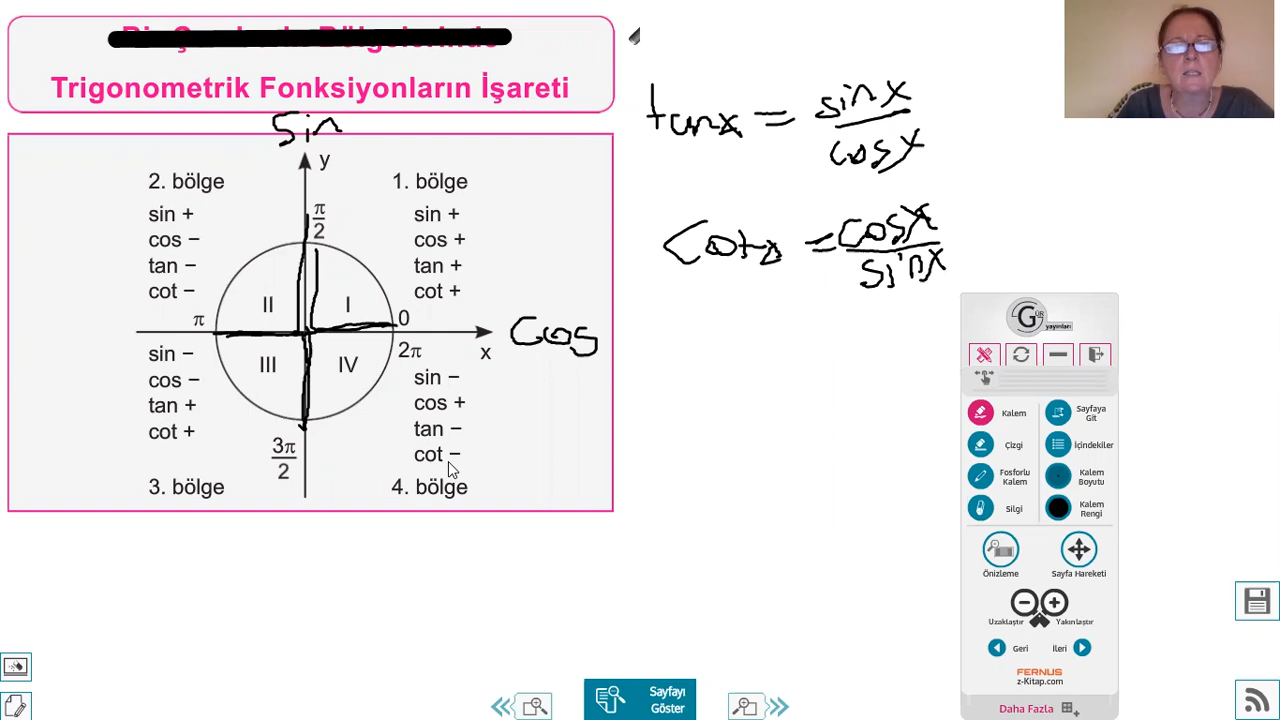 Trigonometrik Fonksiyonların İşareti
Sin
y
2. bölge
sin +
cos −
tan −
cot −
1. bölge
sin +
cos +
tan +
cot +
π
2
II
I
π
0
2π
x
Cos
III
IV
sin −
cos −
tan +
cot +
3. bölge
sin −
cos +
tan −
cot −
4. bölge
3π
2
tanx = sinx
cosx
Cotx = Cosx
sinx
GÜR
yayınları
Kalem
Sayfaya Git
Çizgi
İçindekiler
Fosforlu Kalem
Kalem Boyutu
Silgi
Kalem Rengi
Önizleme
Sayfa Hareketi
Uzaklaştır
Yakınlaştır
Geri
İleri
FERNUS
z-Kitap.com
Daha Fazla
Sayfayı
Göster